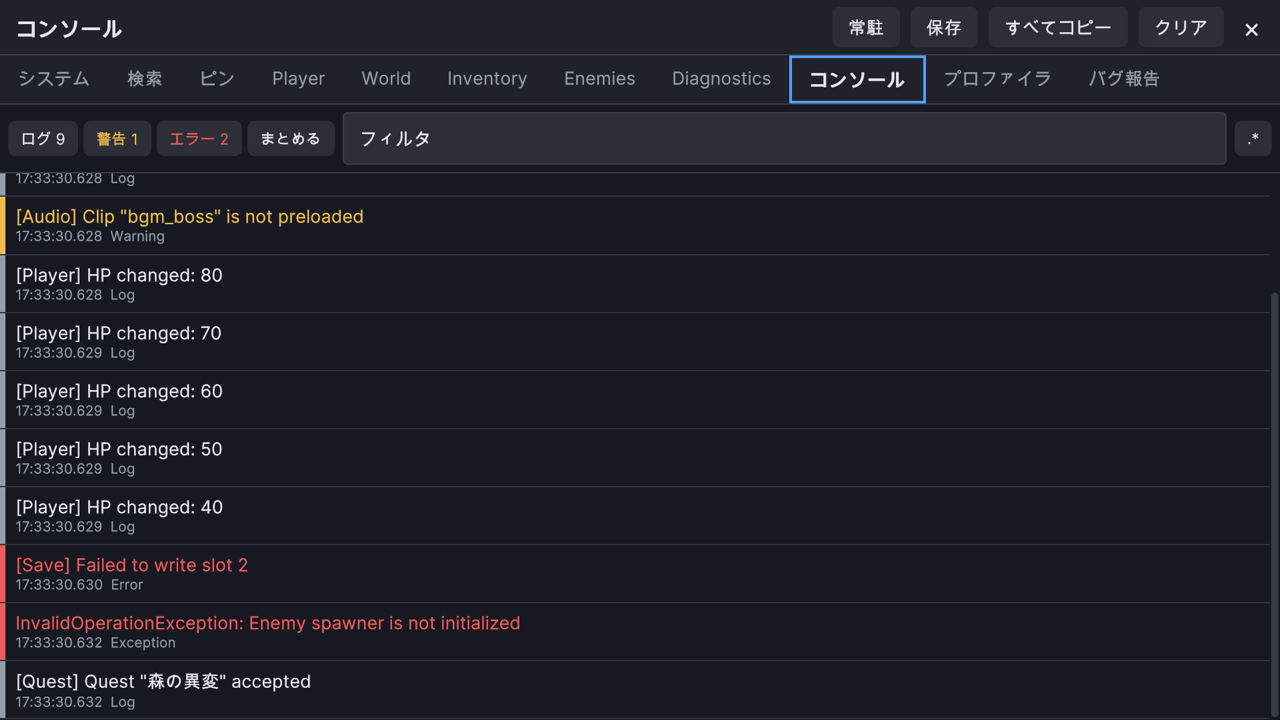 コンソール 常駐 保存 すべてコピー クリア ×
システム 検索 ピン Player World Inventory Enemies Diagnostics コンソール プロファイラ バグ報告
ログ 9 警告 1 エラー 2 まとめる フィルタ .*
17:33:30.628 Log
[Audio] Clip "bgm_boss" is not preloaded
17:33:30.628 Warning
[Player] HP changed: 80
17:33:30.628 Log
[Player] HP changed: 70
17:33:30.629 Log
[Player] HP changed: 60
17:33:30.629 Log
[Player] HP changed: 50
17:33:30.629 Log
[Player] HP changed: 40
17:33:30.629 Log
[Save] Failed to write slot 2
17:33:30.630 Error
InvalidOperationException: Enemy spawner is not initialized
17:33:30.632 Exception
[Quest] Quest "森の異変" accepted
17:33:30.632 Log